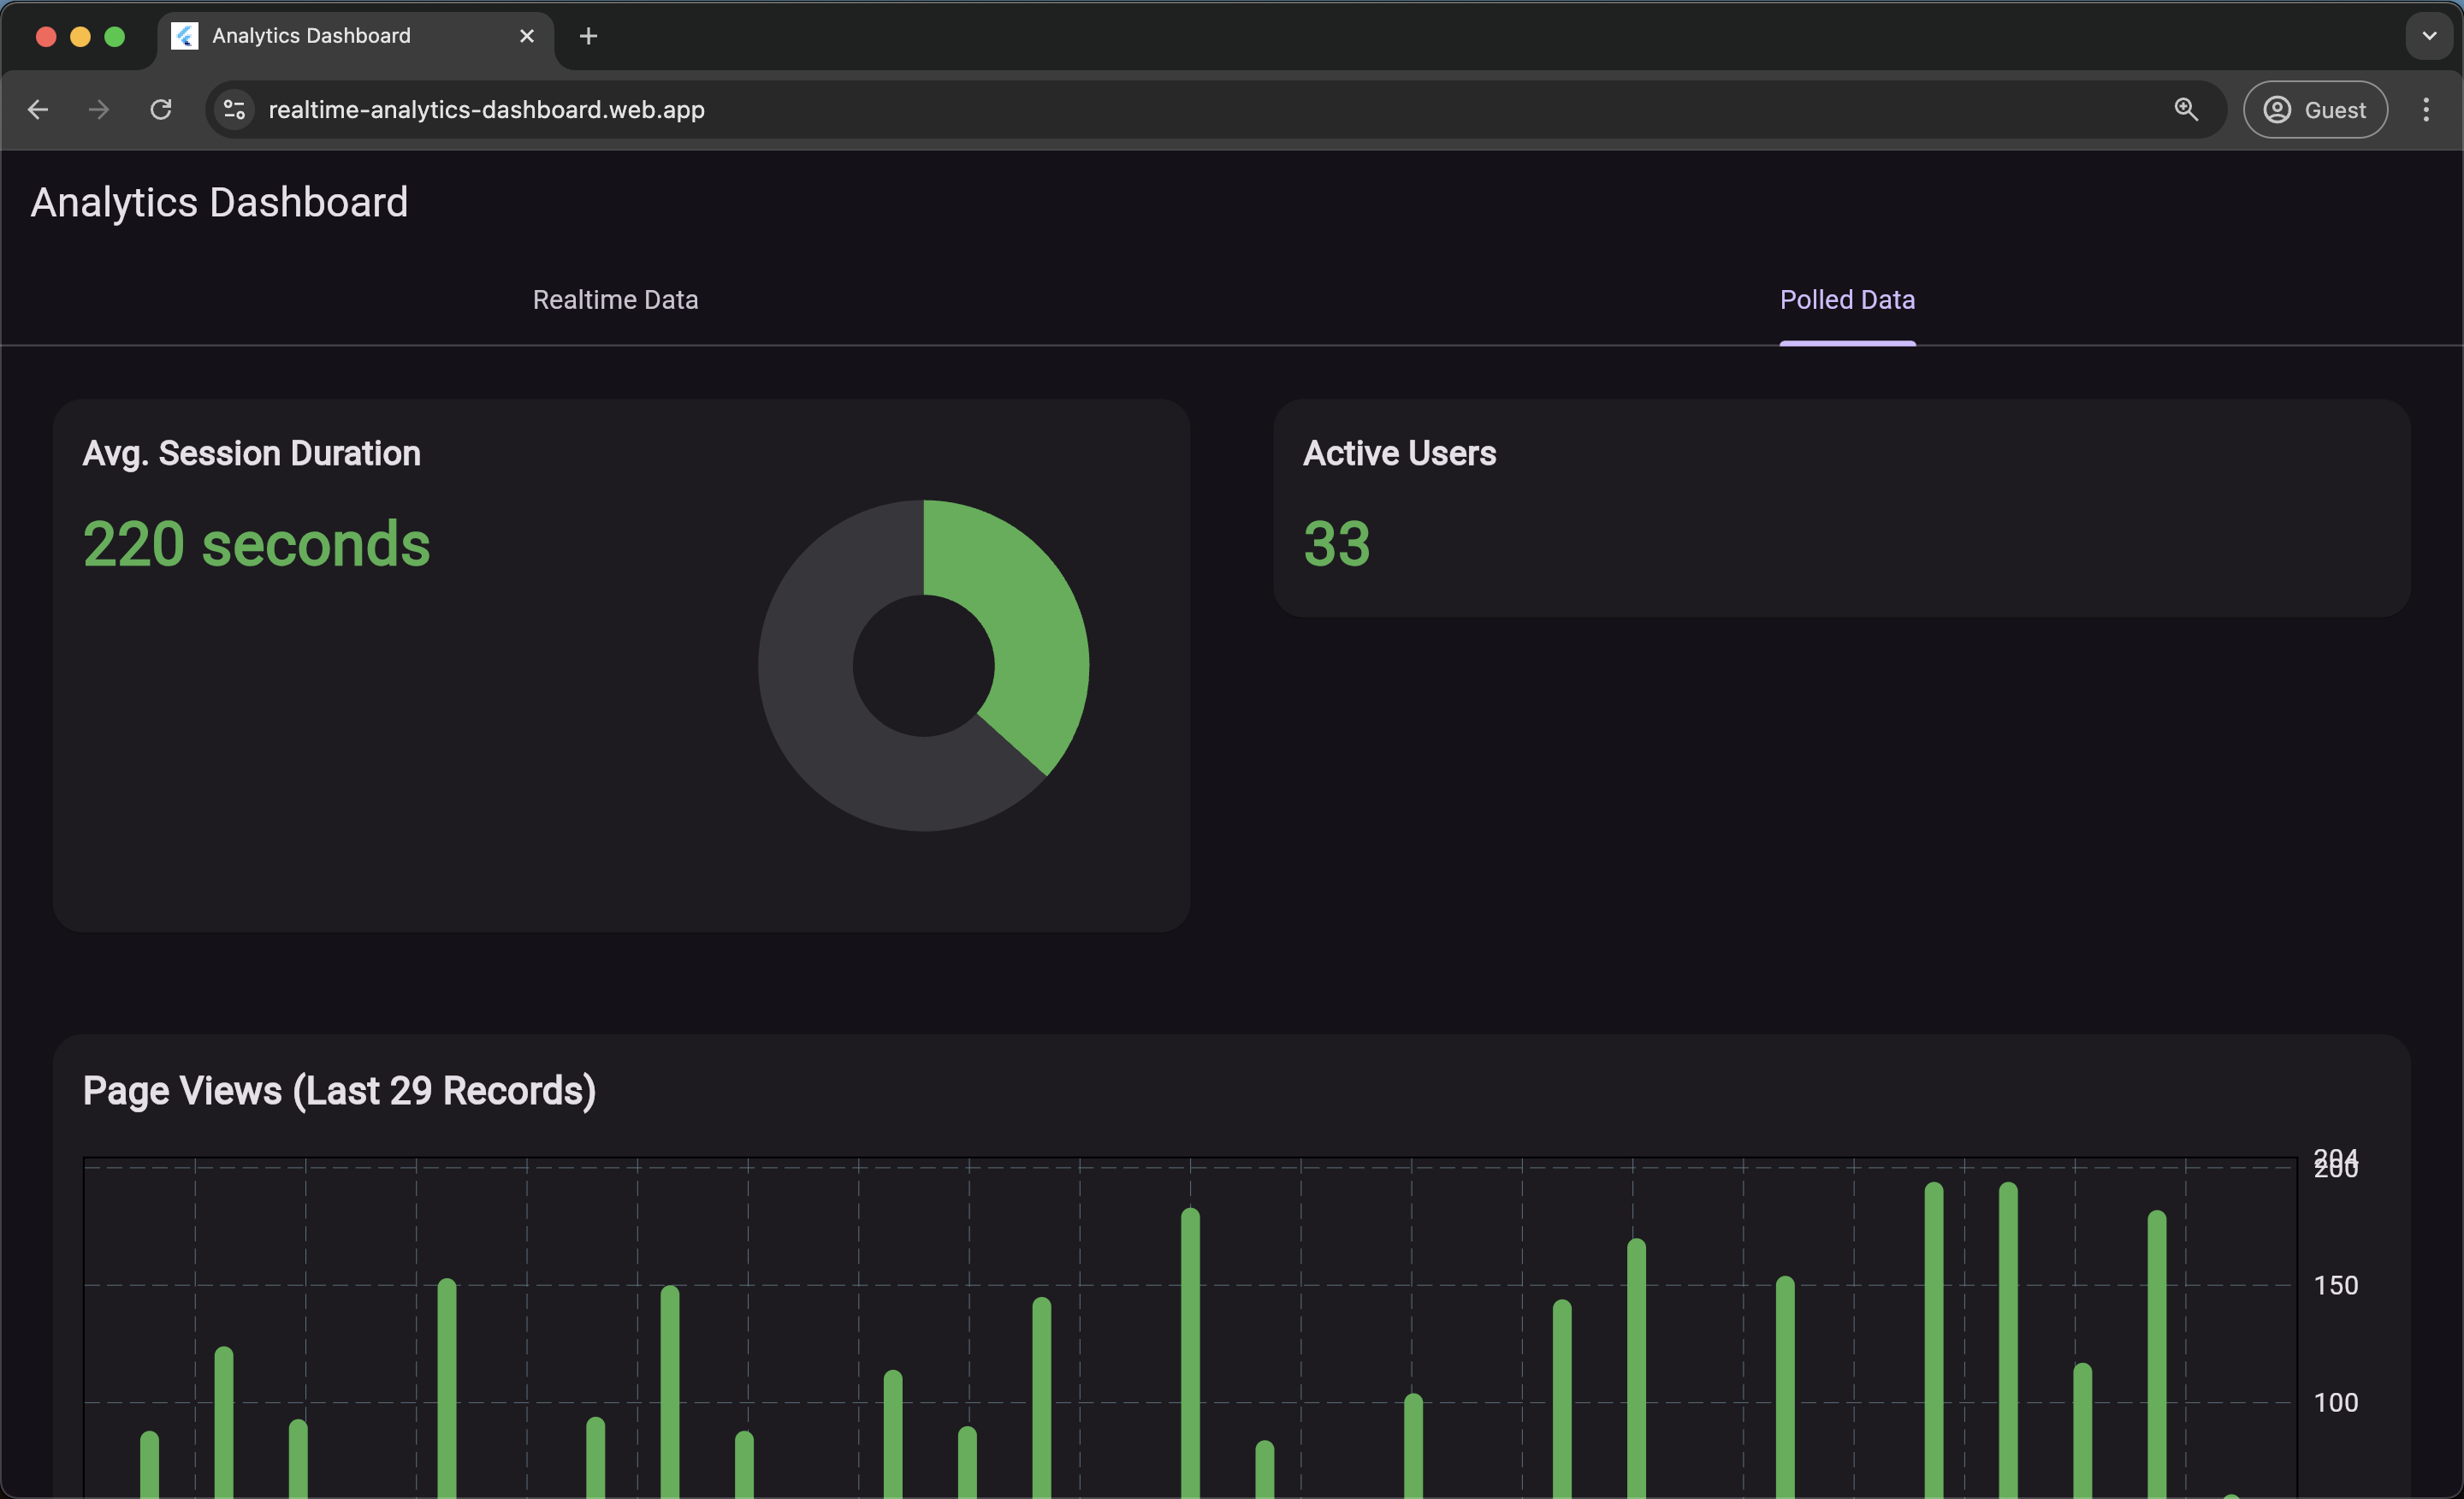 Analytics Dashboard
realtime-analytics-dashboard.web.app
Guest
Analytics Dashboard
Realtime Data
Polled Data
Avg. Session Duration
220 seconds
Active Users
33
Page Views (Last 29 Records)
204
200
150
100